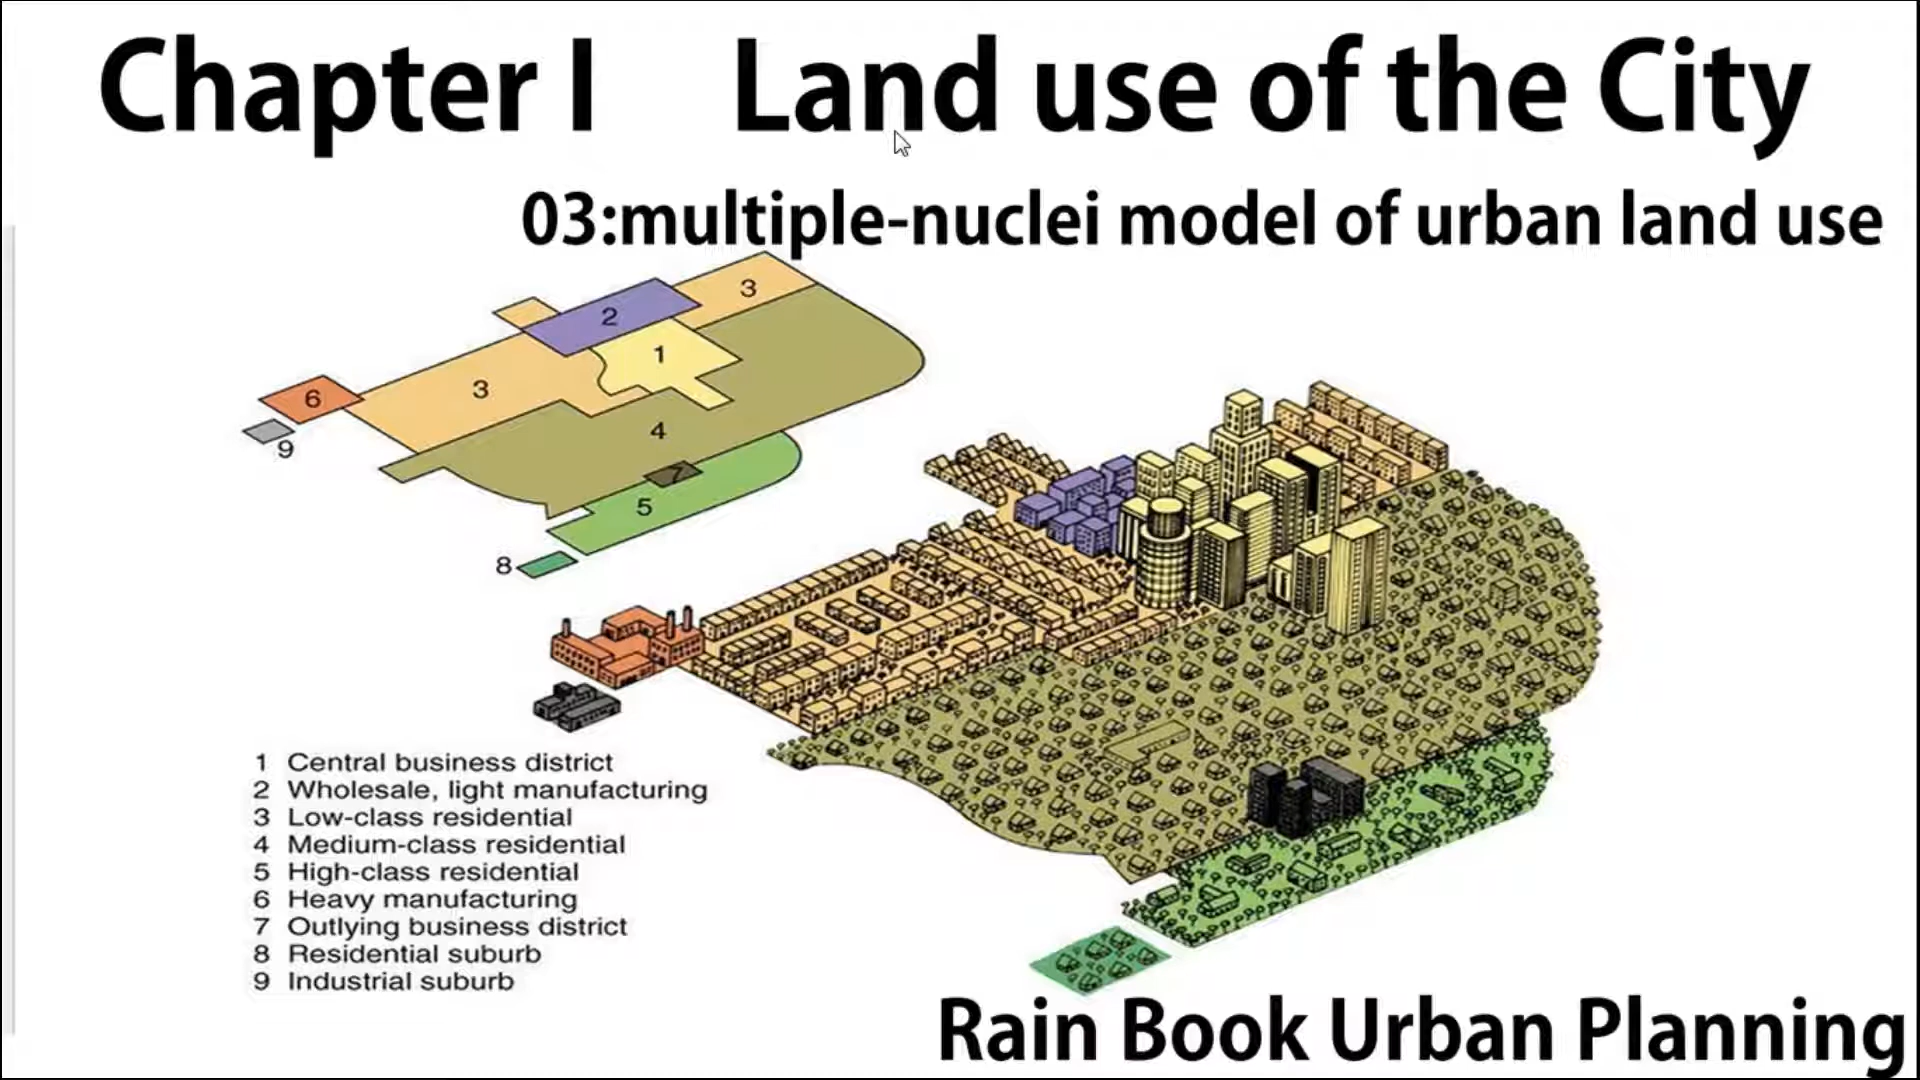 Chapter I Land use of the City
03:multiple-nuclei model of urban land use
3
2
1
3
6
4
9
7
5
8
1 Central business district
2 Wholesale, light manufacturing
3 Low-class residential
4 Medium-class residential
5 High-class residential
6 Heavy manufacturing
7 Outlying business district
8 Residential suburb
9 Industrial suburb
Rain Book Urban Planning